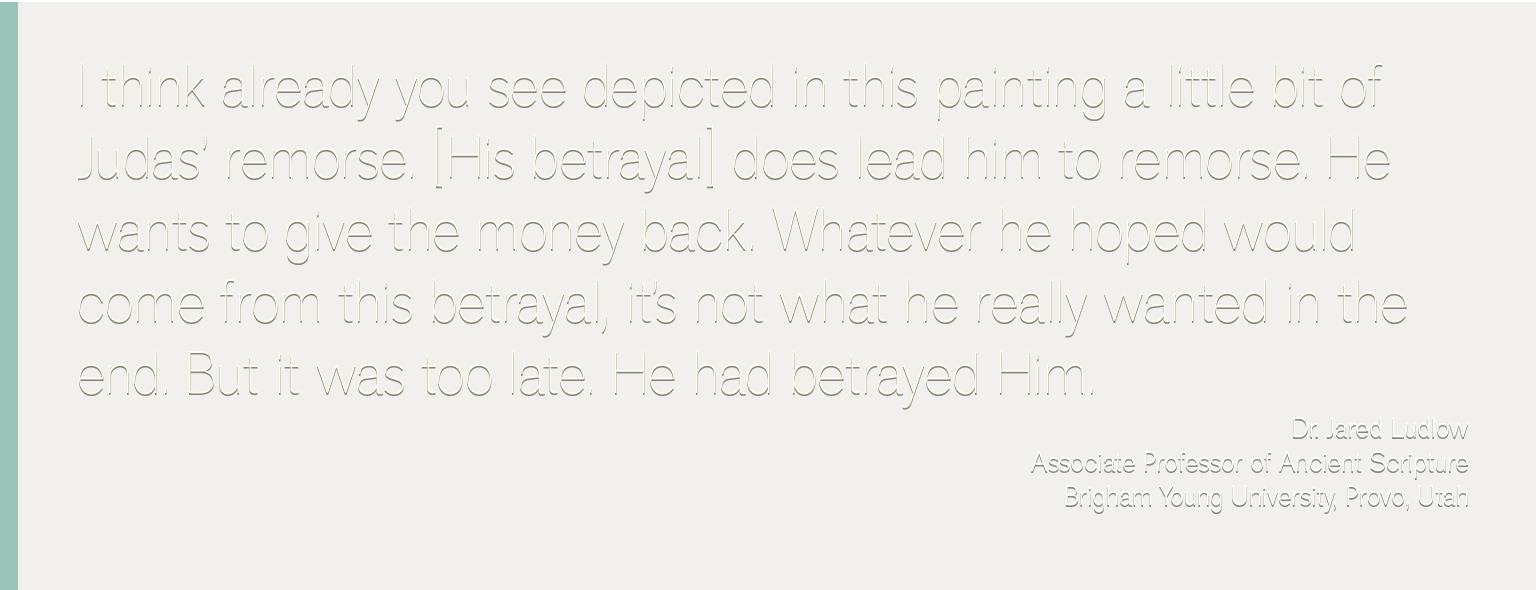 I think already you see depicted in this painting a little bit of
Judas’ remorse. [His betrayal] does lead him to remorse. He
wants to give the money back. Whatever he hoped would
come from this betrayal, it’s not what he really wanted in the
end. But it was too late. He had betrayed Him.
Dr. Jared Ludlow
Associate Professor of Ancient Scripture
Brigham Young University, Provo, Utah